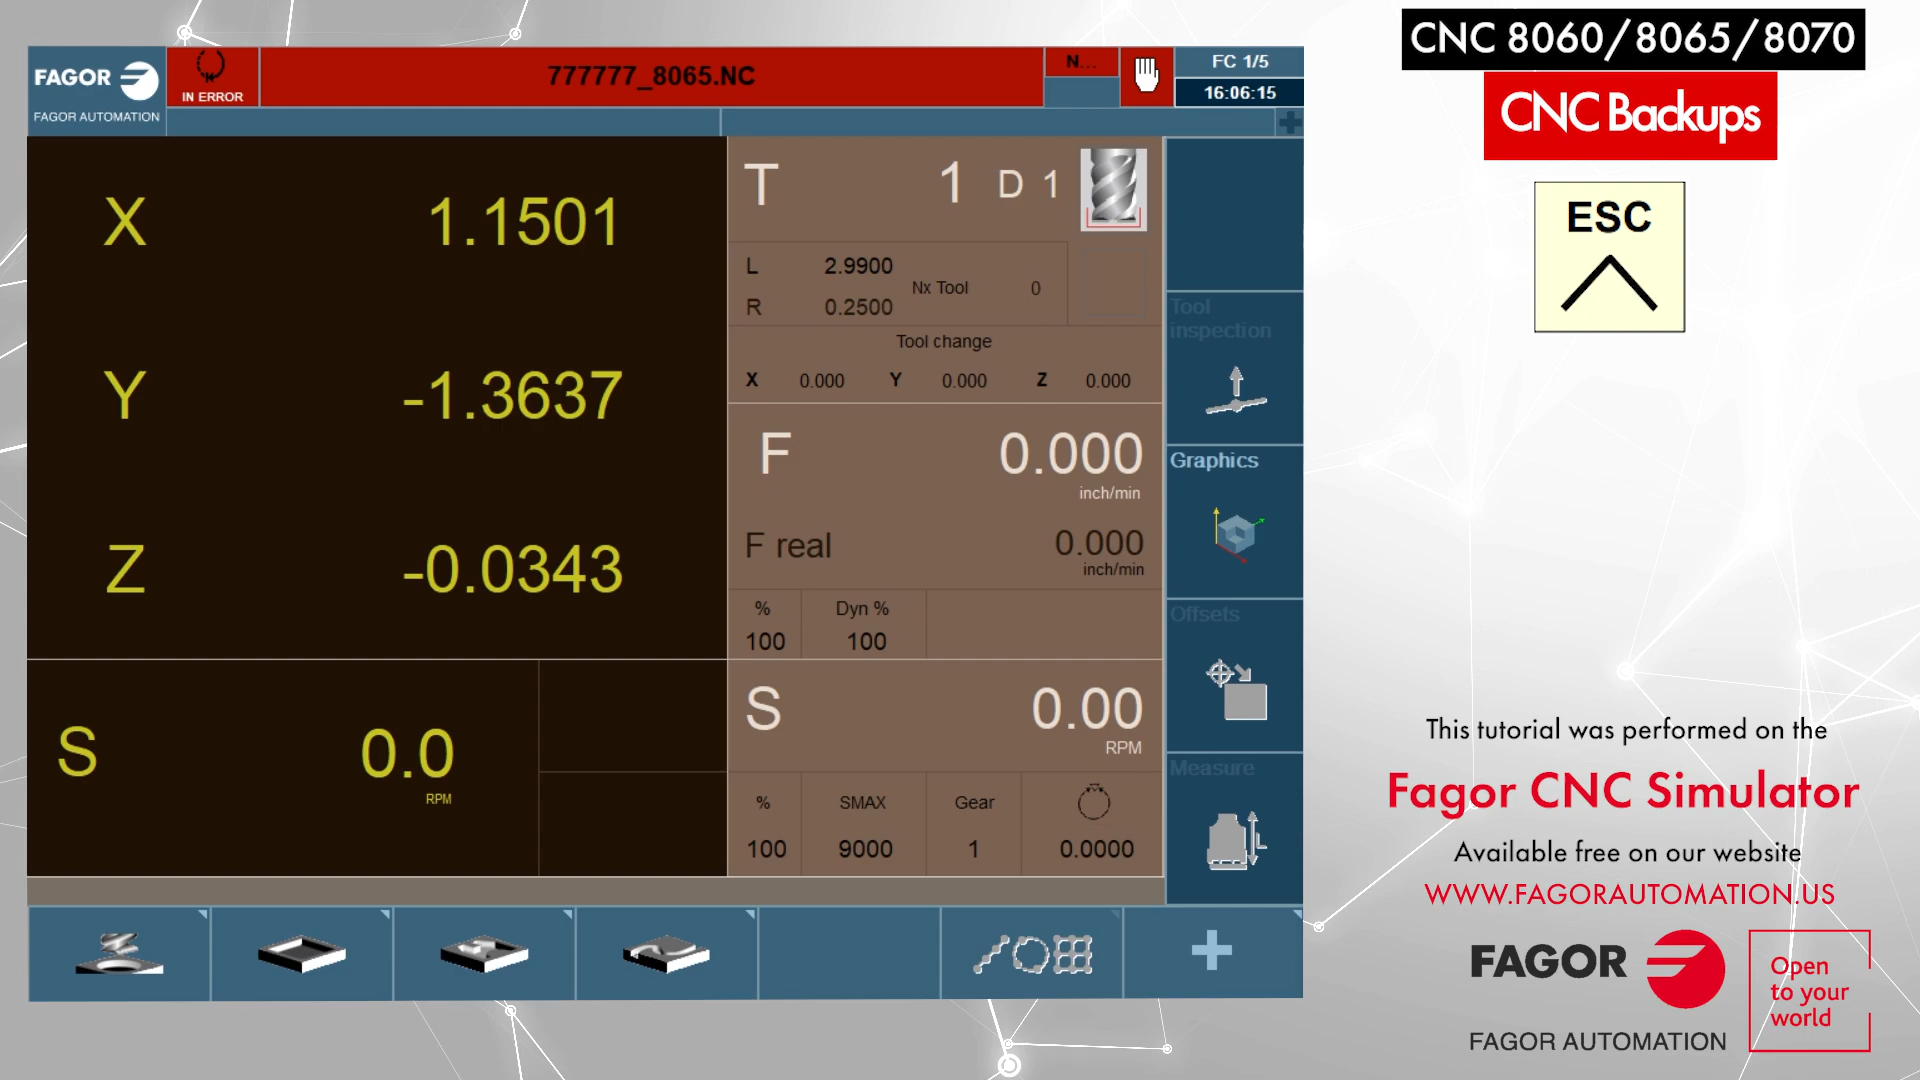 FAGOR
FAGOR AUTOMATION
IN ERROR
777777_8065.NC
N...
FC 1/5
16:06:15
X 1.1501
Y -1.3637
Z -0.0343
S 0.0
RPM
T 1 D 1
L 2.9900
R 0.2500
Nx Tool 0
Tool change
X 0.000 Y 0.000 Z 0.000
F 0.000
inch/min
F real 0.000
inch/min
% Dyn %
100 100
S 0.00
RPM
% SMAX Gear
100 9000 1 0.0000
Tool
inspection
Graphics
Offsets
Measure
CNC 8060/8065/8070
CNC Backups
ESC
This tutorial was performed on the
Fagor CNC Simulator
Available free on our website
WWW.FAGORAUTOMATION.US
FAGOR
FAGOR AUTOMATION
Open
to your
world